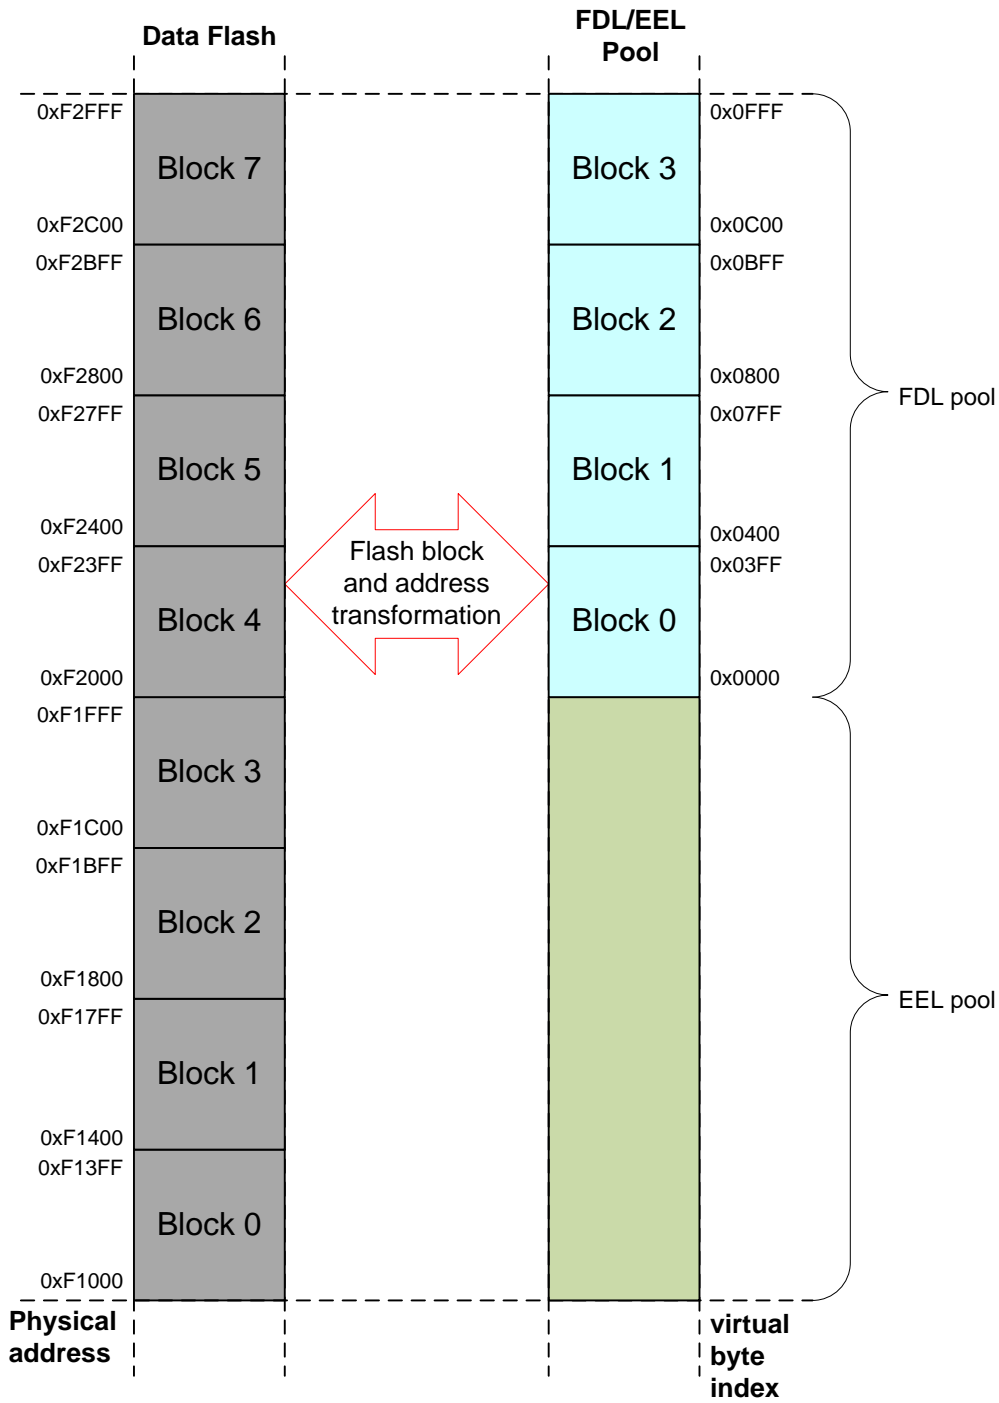 Data Flash
FDL/EEL
Pool
0xF2FFF
Block 7
Block 3
0x0FFF
0xF2C00
0x0C00
0xF2BFF
Block 6
Block 2
0x0BFF
0xF2800
0x0800
0xF27FF
Block 5
Block 1
0x07FF
FDL pool
0xF2400
0x0400
0xF23FF
Block 4
Flash block
and address
transformation
Block 0
0x03FF
0xF2000
0x0000
0xF1FFF
Block 3
0xF1C00
0xF1BFF
Block 2
0xF1800
0xF17FF
EEL pool
Block 1
0xF1400
0xF13FF
Block 0
0xF1000
Physical
address
virtual
byte
index